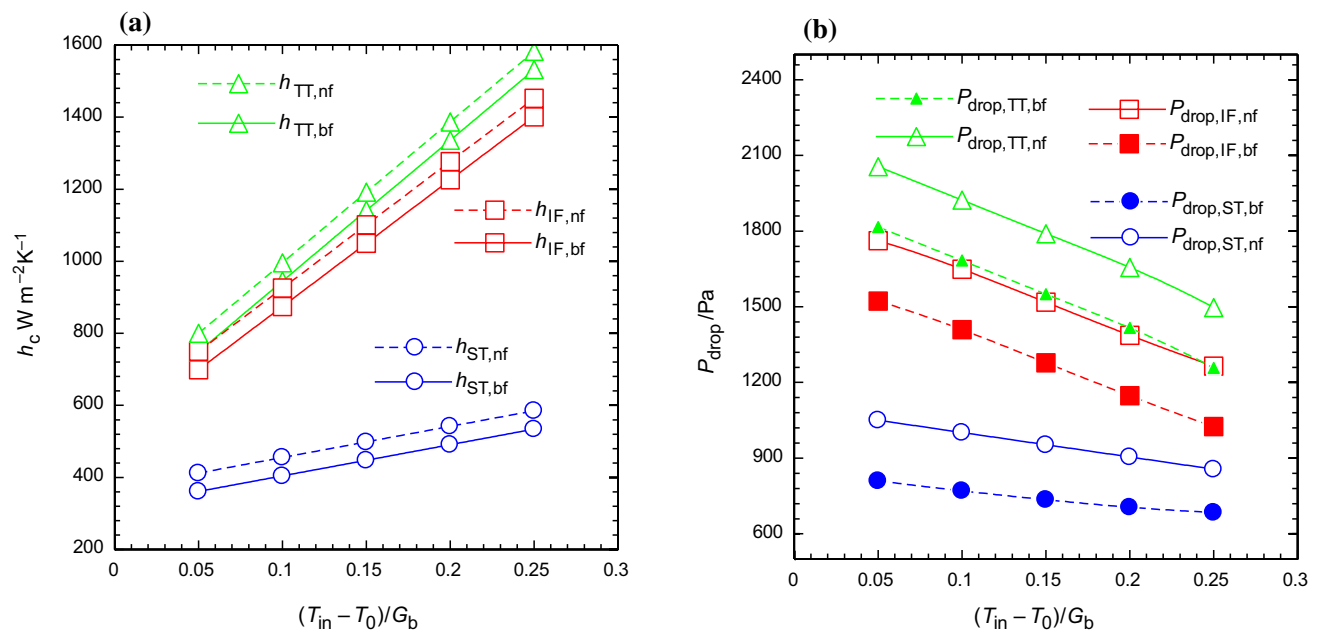 (a)
1600
1400
1200
1000
800
600
400
200
h_c W m⁻²K⁻¹
h_TT,nf
h_TT,bf
h_IF,nf
h_IF,bf
h_ST,nf
h_ST,bf
0 0.05 0.1 0.15 0.2 0.25 0.3
(T_in – T_0)/G_b
(b)
2400
2100
1800
1500
1200
900
600
P_drop/Pa
P_drop,TT,bf
P_drop,TT,nf
P_drop,IF,nf
P_drop,IF,bf
P_drop,ST,bf
P_drop,ST,nf
0 0.05 0.1 0.15 0.2 0.25 0.3
(T_in – T_0)/G_b